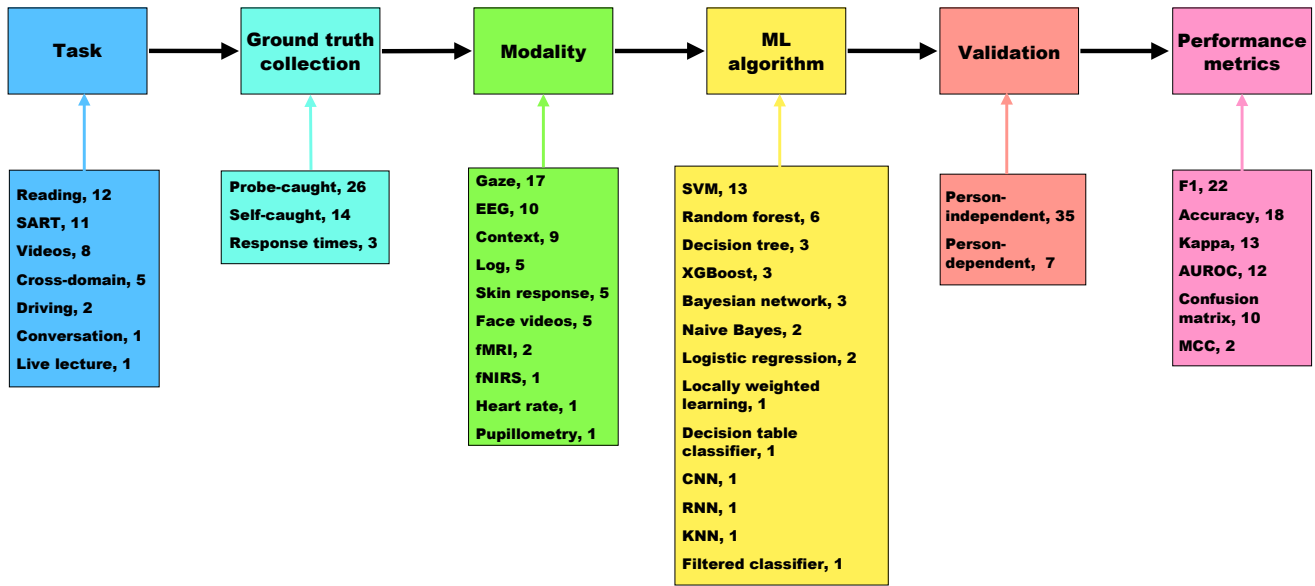 Task
Ground truth
collection
Modality
ML
algorithm
Validation
Performance
metrics
Reading, 12
SART, 11
Videos, 8
Cross-domain, 5
Driving, 2
Conversation, 1
Live lecture, 1
Probe-caught, 26
Self-caught, 14
Response times, 3
Gaze, 17
EEG, 10
Context, 9
Log, 5
Skin response, 5
Face videos, 5
fMRI, 2
fNIRS, 1
Heart rate, 1
Pupillometry, 1
SVM, 13
Random forest, 6
Decision tree, 3
XGBoost, 3
Bayesian network, 3
Naive Bayes, 2
Logistic regression, 2
Locally weighted
learning, 1
Decision table
classifier, 1
CNN, 1
RNN, 1
KNN, 1
Filtered classifier, 1
Person-
independent, 35
Person-
dependent, 7
F1, 22
Accuracy, 18
Kappa, 13
AUROC, 12
Confusion
matrix, 10
MCC, 2